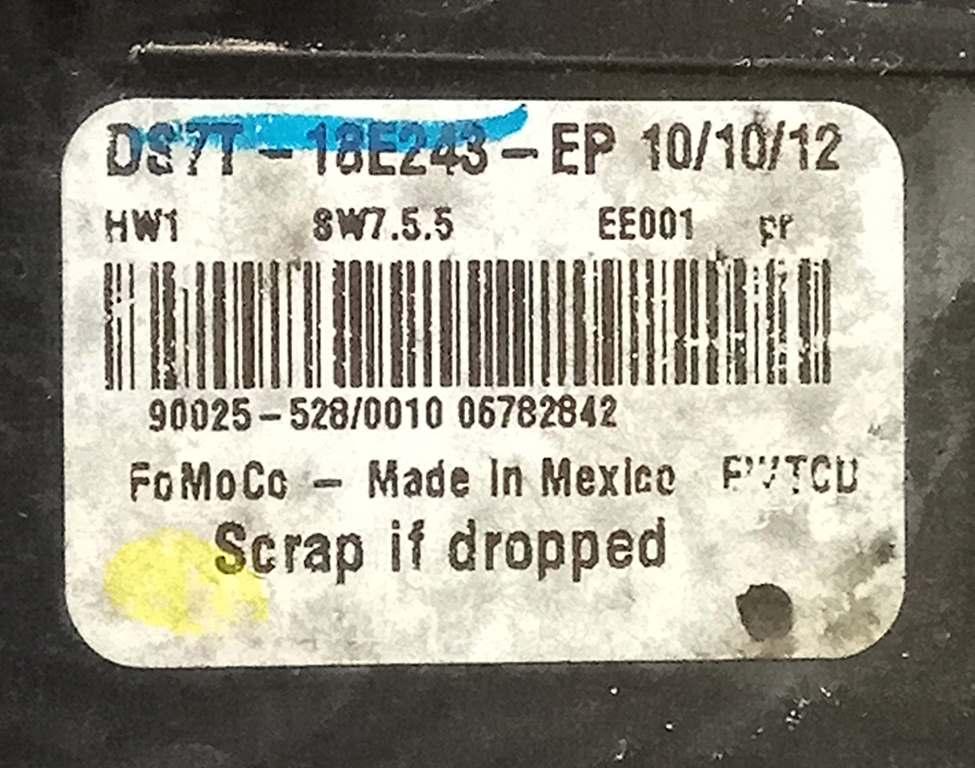 DS7T - 18E243 - EP 10/10/12
HW1 SW7.5.5 EE001 pr
90025-528/0010 06782842
FoMoCo - Made In Mexico
Scrap if dropped